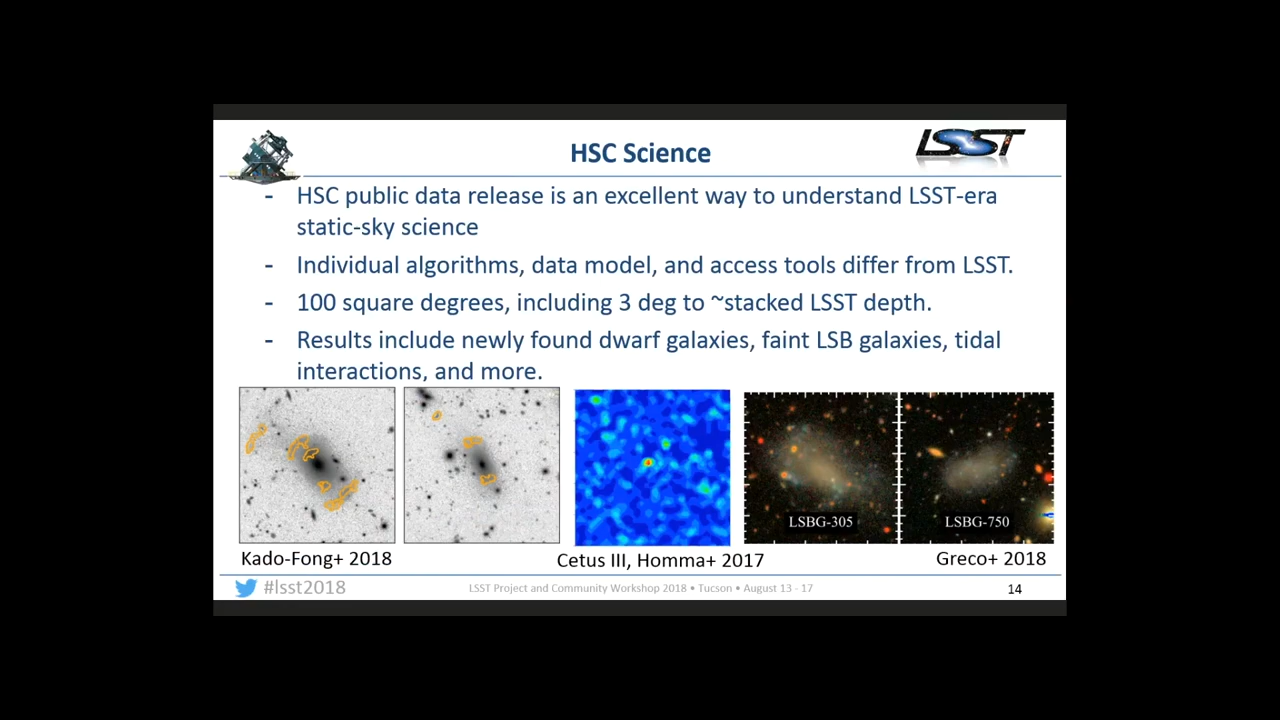 LSST
HSC Science
- HSC public data release is an excellent way to understand LSST-era
static-sky science
- Individual algorithms, data model, and access tools differ from LSST.
- 100 square degrees, including 3 deg to ~stacked LSST depth.
- Results include newly found dwarf galaxies, faint LSB galaxies, tidal
interactions, and more.
LSBG-305
LSBG-750
Kado-Fong+ 2018
Cetus III, Homma+ 2017
Greco+ 2018
#lsst2018
LSST Project and Community Workshop 2018 • Tucson • August 13 - 17
14